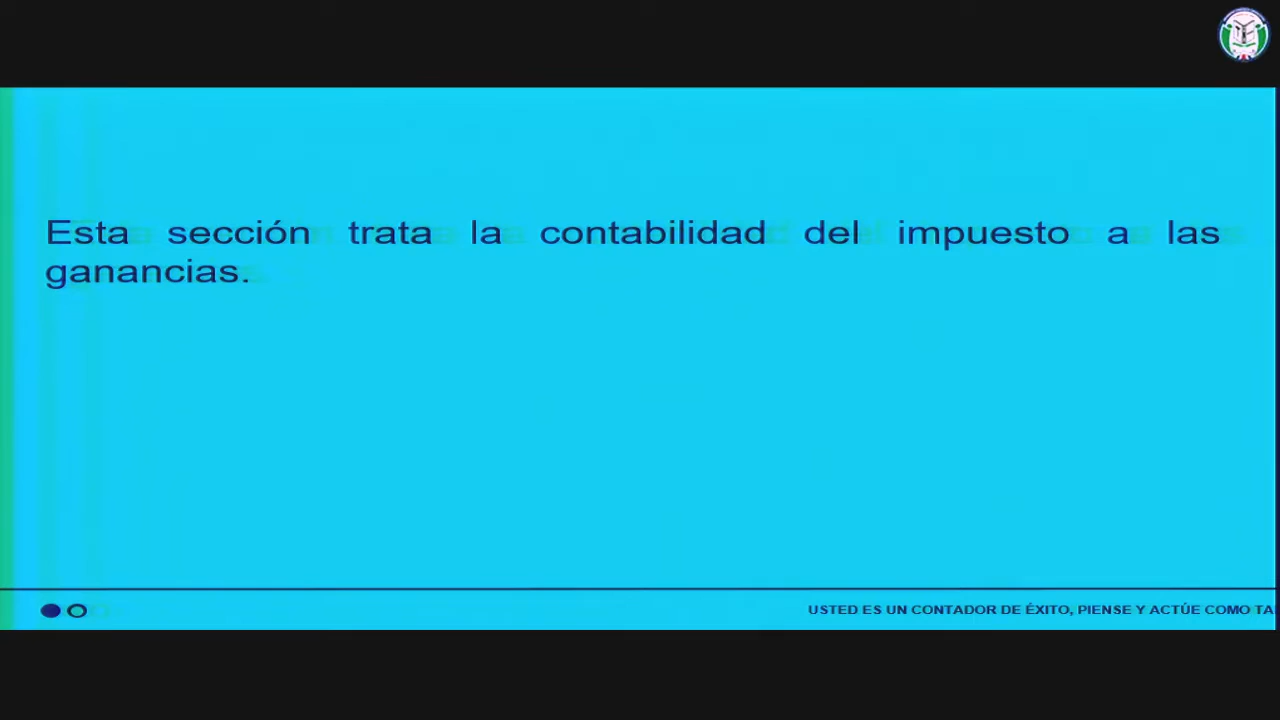 Esta sección trata la contabilidad del impuesto a las
ganancias.
USTED ES UN CONTADOR DE ÉXITO, PIENSE Y ACTÚE COMO TA